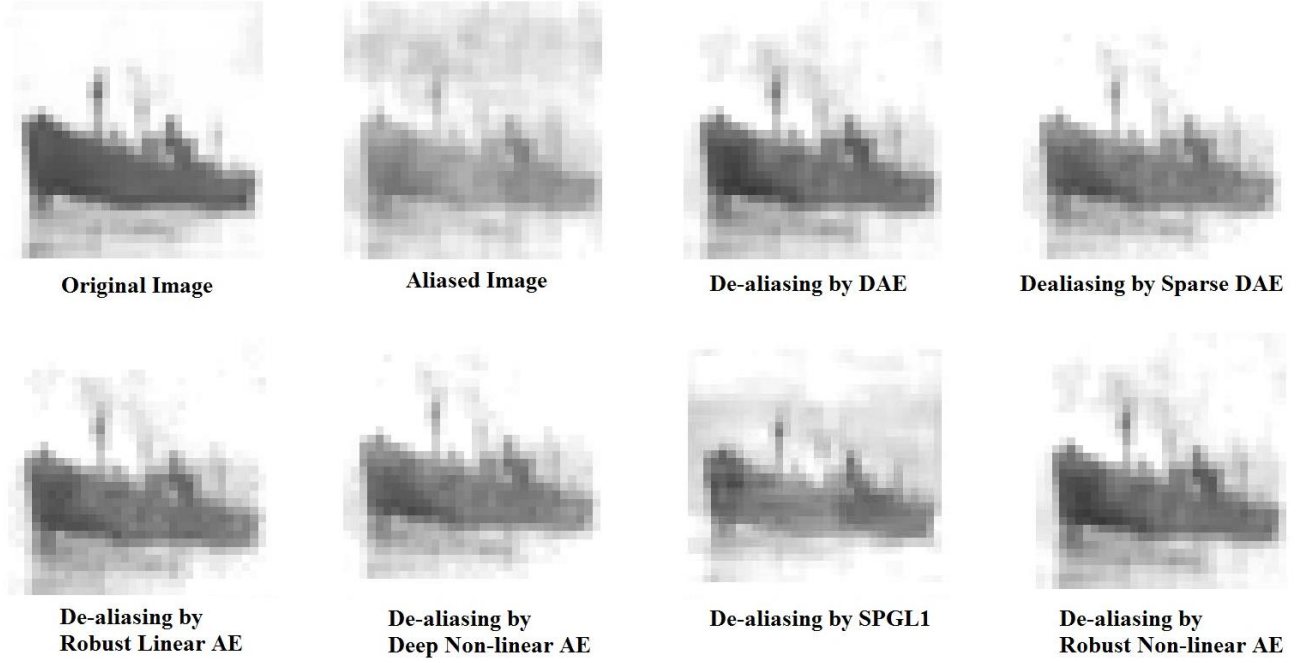 Original Image
Aliased Image
De-aliasing by DAE
Dealiasing by Sparse DAE
De-aliasing by
Robust Linear AE
De-aliasing by
Deep Non-linear AE
De-aliasing by SPGL1
De-aliasing by
Robust Non-linear AE